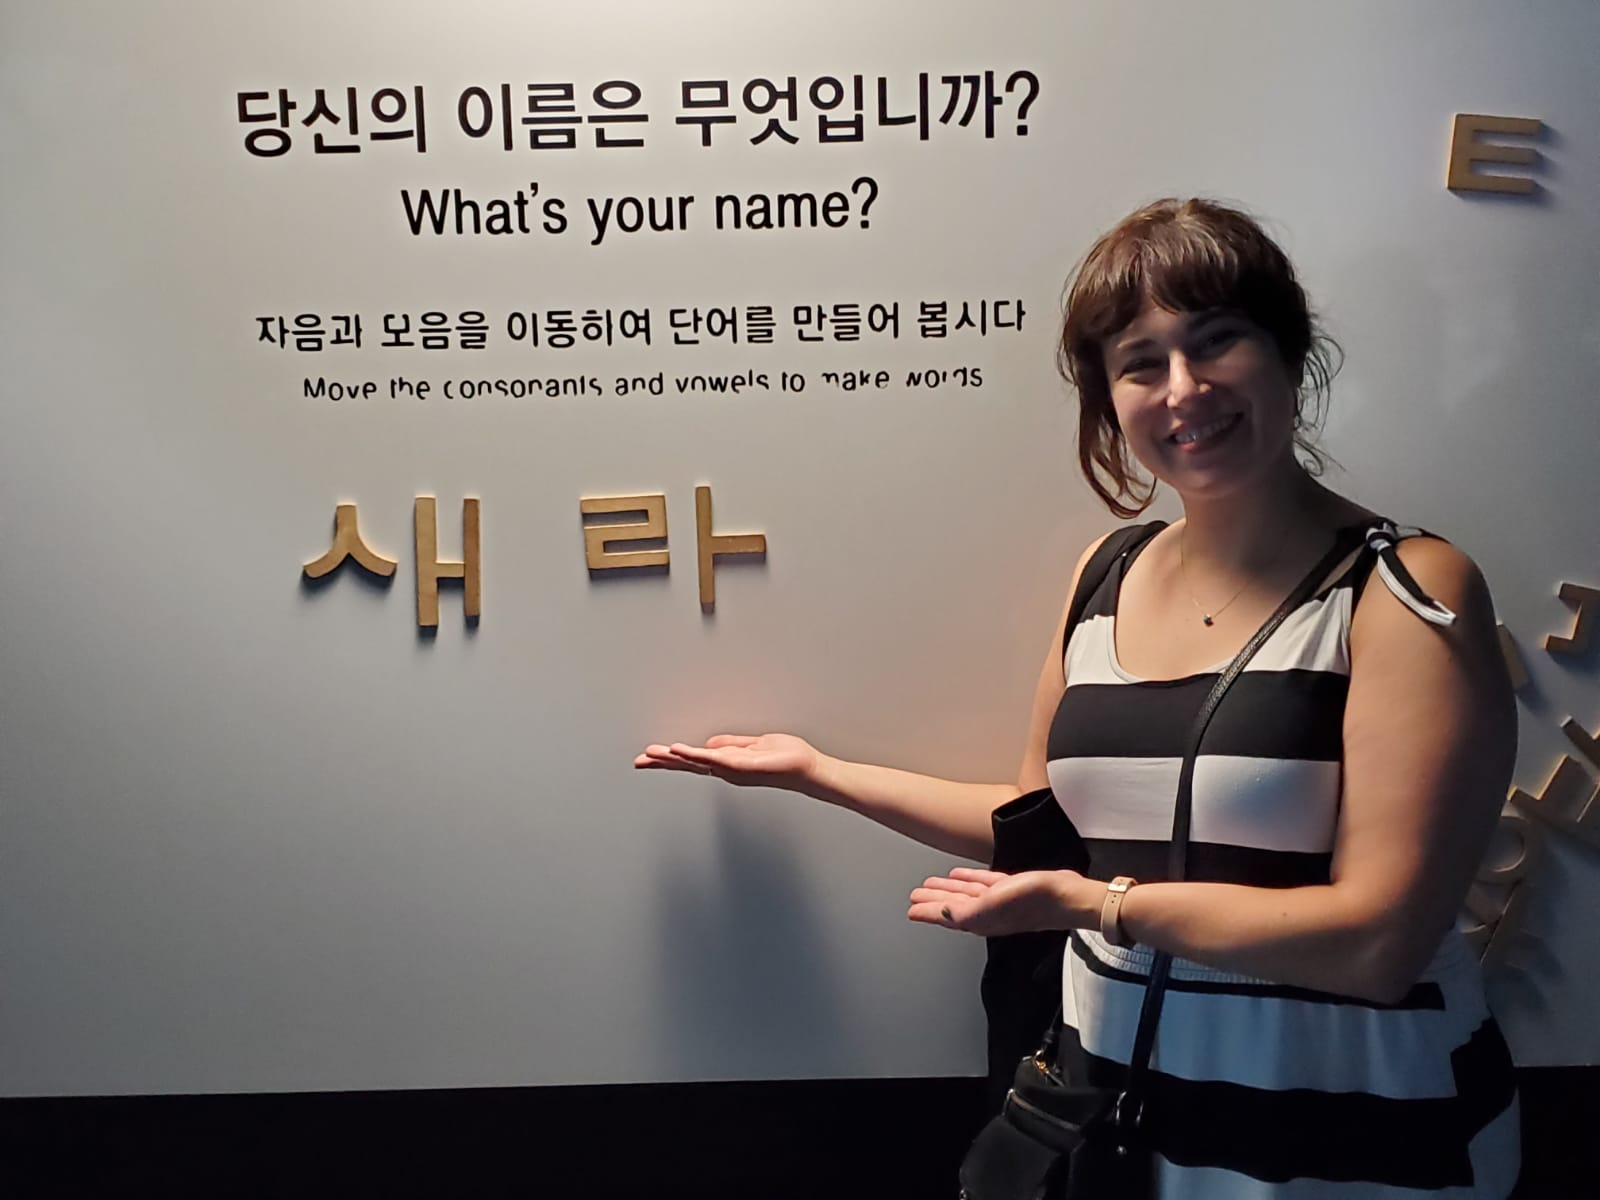 당신의 이름은 무엇입니까?
What's your name?
자음과 모음을 이동하여 단어를 만들어 봅시다
Move the consonants and vowels to make words
새 라
ㅌ